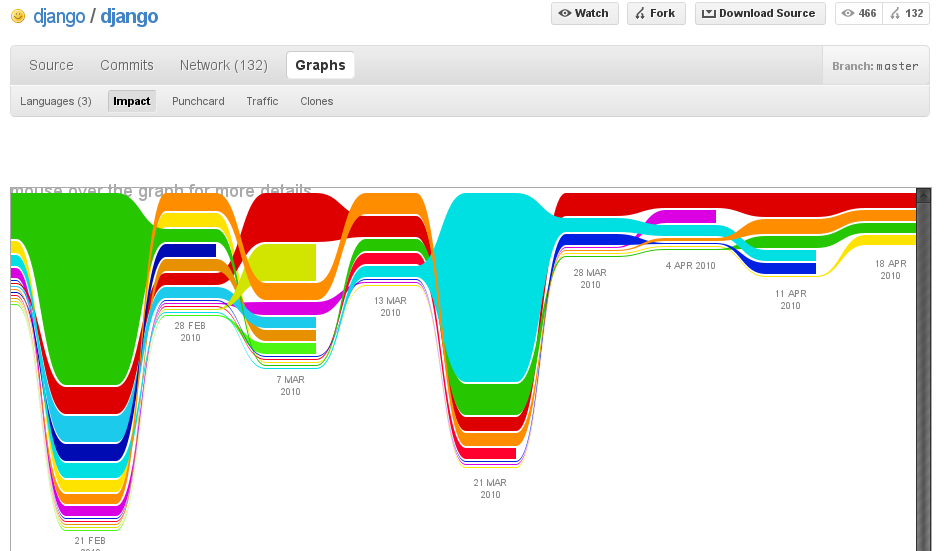 django / django
Watch Fork Download Source 466 132
Source Commits Network (132) Graphs Branch: master
Languages (3) Impact Punchcard Traffic Clones
mouse over the graph for more details
28 MAR
2010
4 APR 2010
18 APR
2010
11 APR
2010
13 MAR
2010
28 FEB
2010
7 MAR
2010
21 MAR
2010
21 FEB
2010